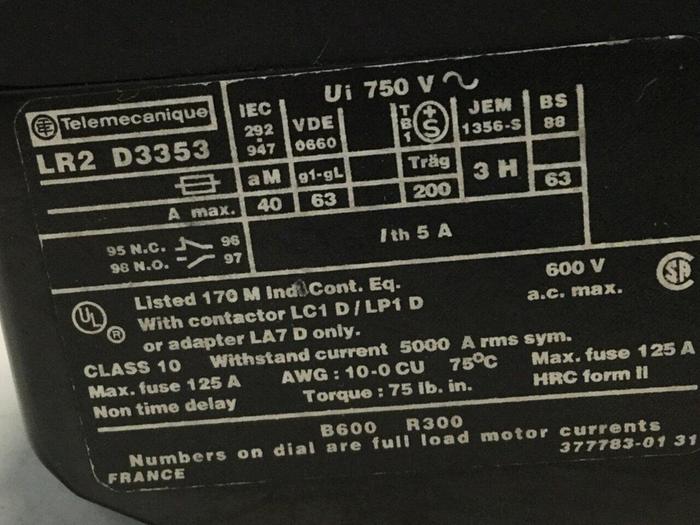 Telemecanique
LR2 D3353
IEC
292
947
VDE
0660
Ui 750 V ~
TB1
+S
JEM
1356-S
BS
88
aM
g1-gL
Träg
3 H
A max.
40
63
200
63
95 N.C. 96
98 N.O. 97
Ith 5 A
UL ® Listed 170 M Ind. Cont. Eq.
With contactor LC1 D/LP1 D
or adapter LA7 D only.
600 V
a.c. max.
SA
CLASS 10 Withstand current 5000 A rms sym.
Max. fuse 125 A AWG : 10-0 CU 75°C Max. fuse 125 A
Non time delay Torque : 75 lb. in. HRC form II
B600 R300
Numbers on dial are full load motor currents
FRANCE 377783-01 31